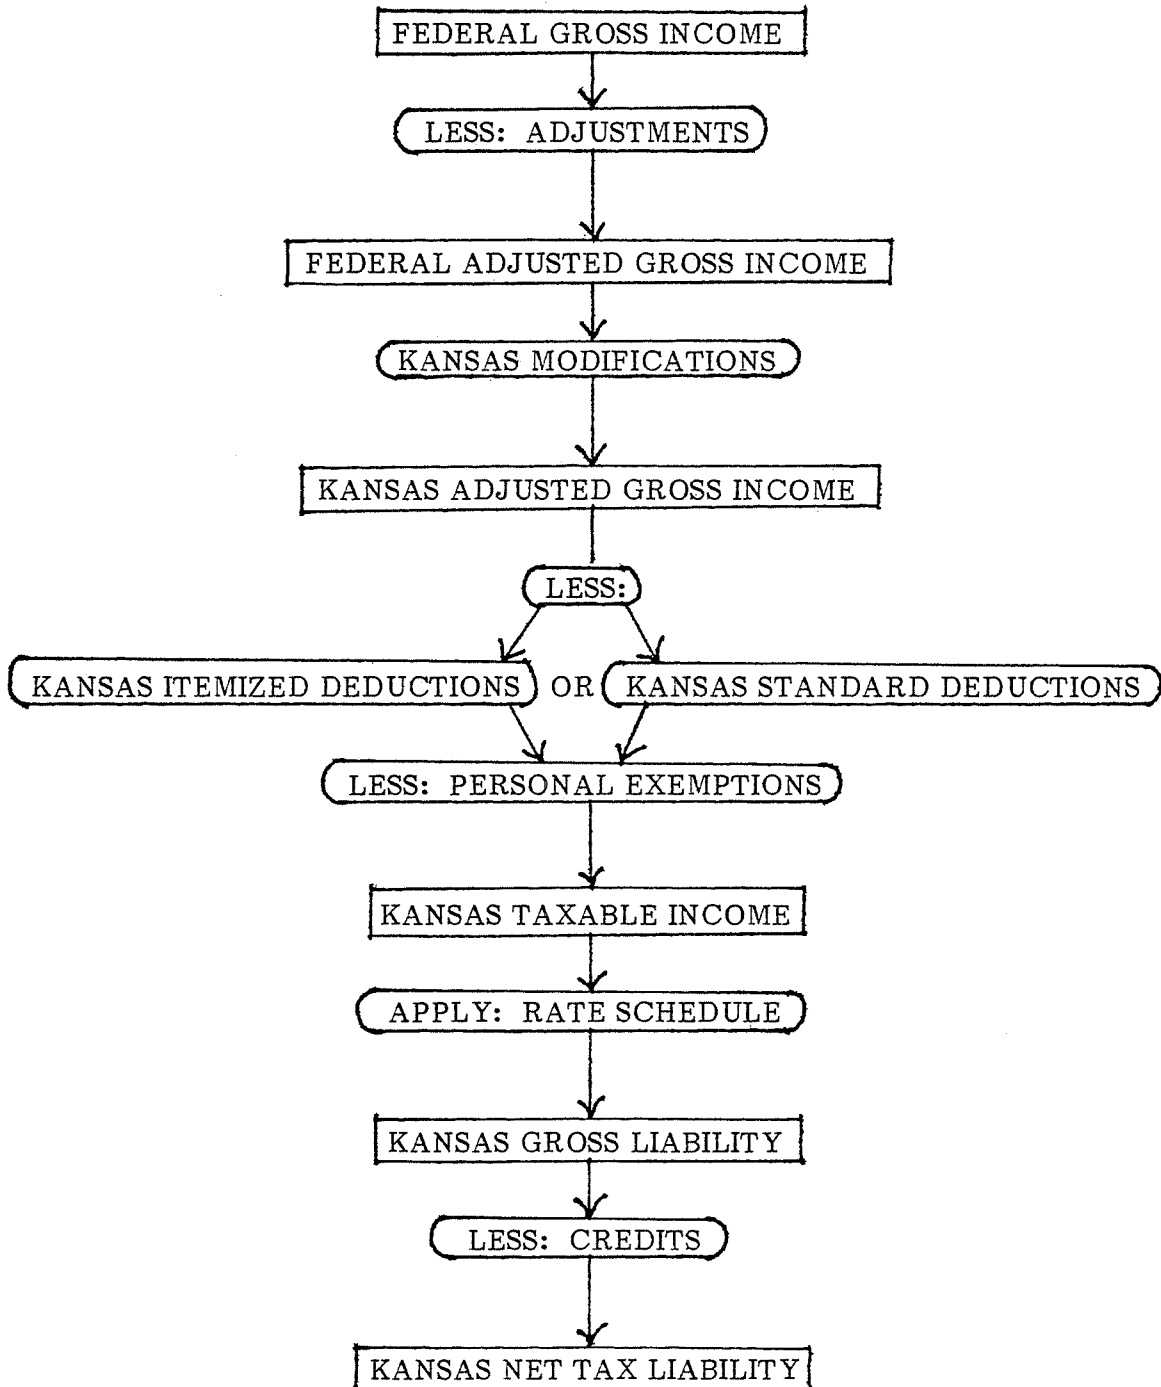 FEDERAL GROSS INCOME
LESS: ADJUSTMENTS
FEDERAL ADJUSTED GROSS INCOME
KANSAS MODIFICATIONS
KANSAS ADJUSTED GROSS INCOME
LESS:
KANSAS ITEMIZED DEDUCTIONS OR KANSAS STANDARD DEDUCTIONS
LESS: PERSONAL EXEMPTIONS
KANSAS TAXABLE INCOME
APPLY: RATE SCHEDULE
KANSAS GROSS LIABILITY
LESS: CREDITS
KANSAS NET TAX LIABILITY